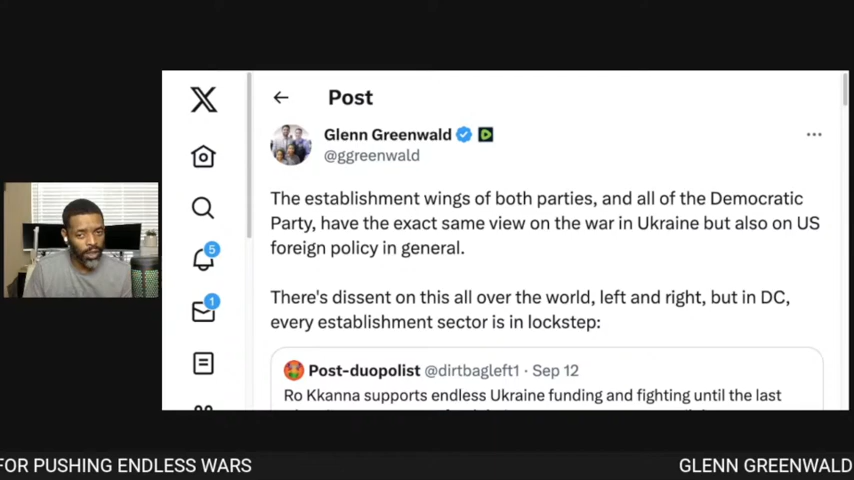 Post
Glenn Greenwald
@ggreenwald
The establishment wings of both parties, and all of the Democratic
Party, have the exact same view on the war in Ukraine but also on US
foreign policy in general.
There's dissent on this all over the world, left and right, but in DC,
every establishment sector is in lockstep:
5
1
Post-duopolist @dirtbagleft1 · Sep 12
Ro Kkanna supports endless Ukraine funding and fighting until the last
FOR PUSHING ENDLESS WARS
GLENN GREENWALD